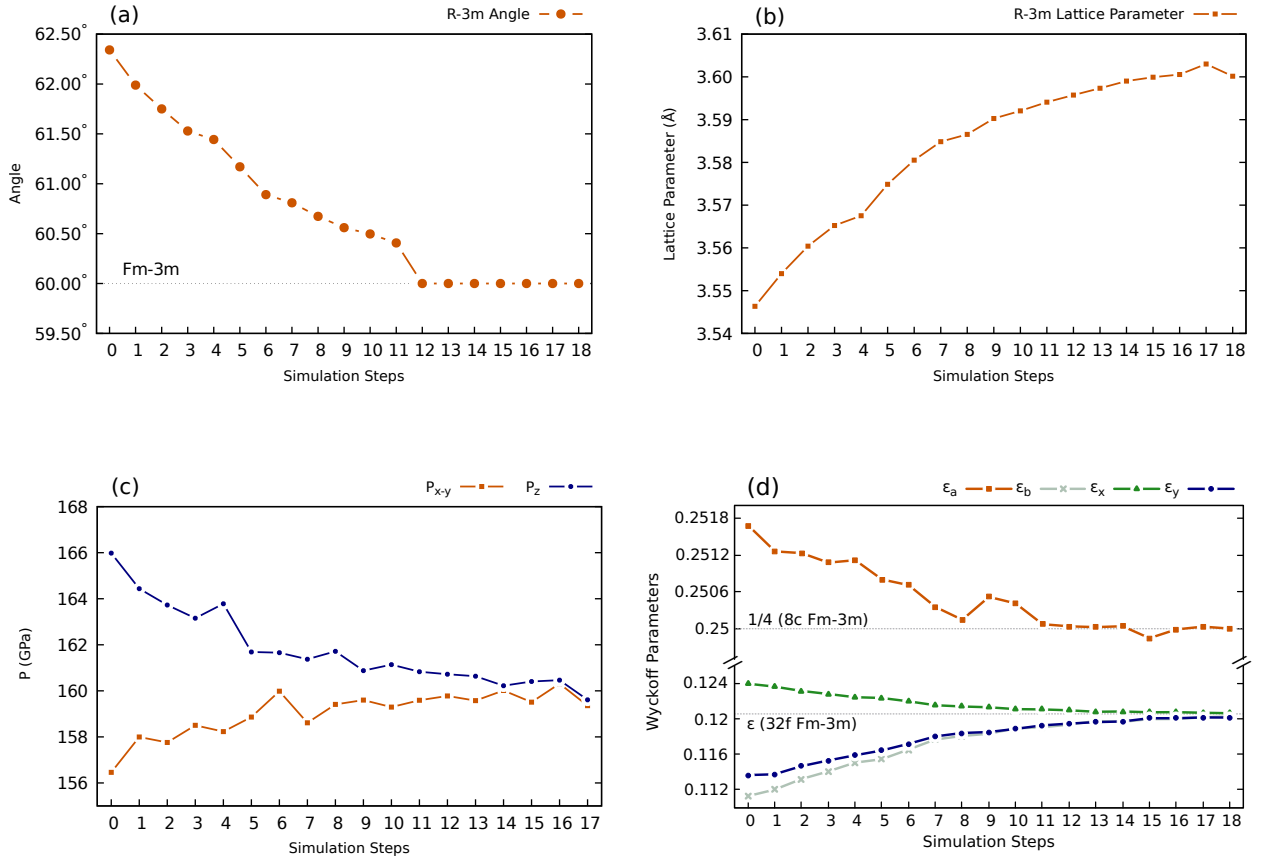 (a)
R-3m Angle
62.50°
62.00°
61.50°
61.00°
60.50°
60.00°
59.50°
Angle
Fm-3m
0 1 2 3 4 5 6 7 8 9 10 11 12 13 14 15 16 17 18
Simulation Steps
(b)
R-3m Lattice Parameter
3.61
3.60
3.59
3.58
3.57
3.56
3.55
3.54
Lattice Parameter (Å)
0 1 2 3 4 5 6 7 8 9 10 11 12 13 14 15 16 17 18
Simulation Steps
(c)
Px-y Pz
168
166
164
162
160
158
156
P (GPa)
0 1 2 3 4 5 6 7 8 9 10 11 12 13 14 15 16 17
Simulation Steps
(d)
εa εb εx εy
0.2518
0.2512
0.2506
0.25
0.124
0.12
0.116
0.112
Wyckoff Parameters
1/4 (8c Fm-3m)
ε (32f Fm-3m)
0 1 2 3 4 5 6 7 8 9 10 11 12 13 14 15 16 17 18
Simulation Steps